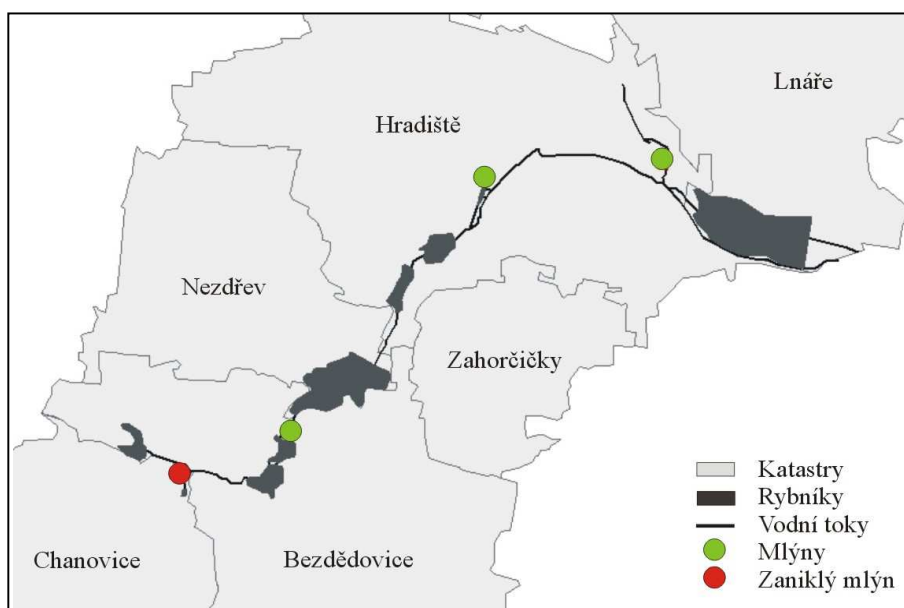 Lnáře
Hradiště
Nezdřev
Zahorčičky
Chanovice
Bezdědovice
Katastry
Rybníky
Vodní toky
Mlýny
Zaniklý mlýn